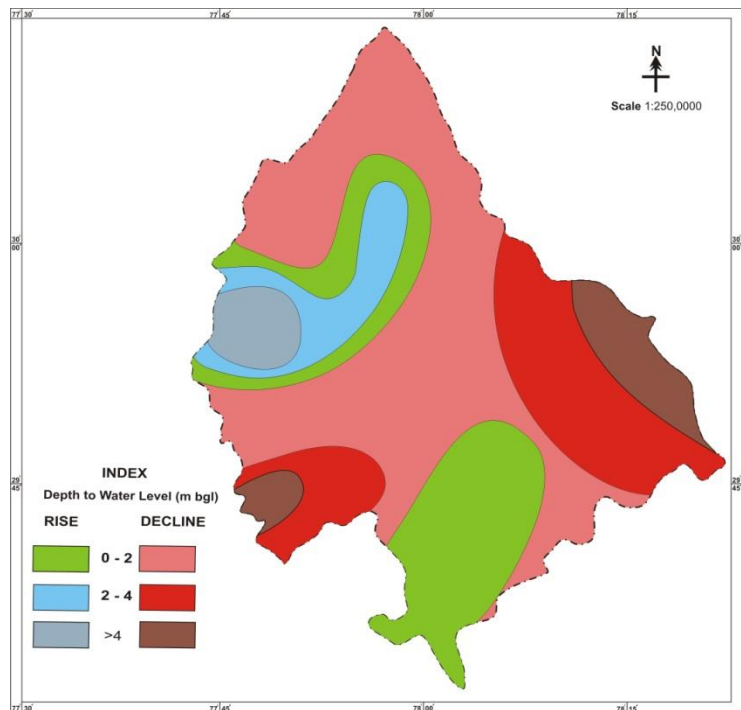 77°30' 77°45' 78°00' 78°15'
N
Scale 1:250,0000
30 00 30 00
29 45 29 45
INDEX
Depth to Water Level (m bgl)
RISE DECLINE
0 - 2
2 - 4
>4
77°30' 77°45' 78°00' 78°15'